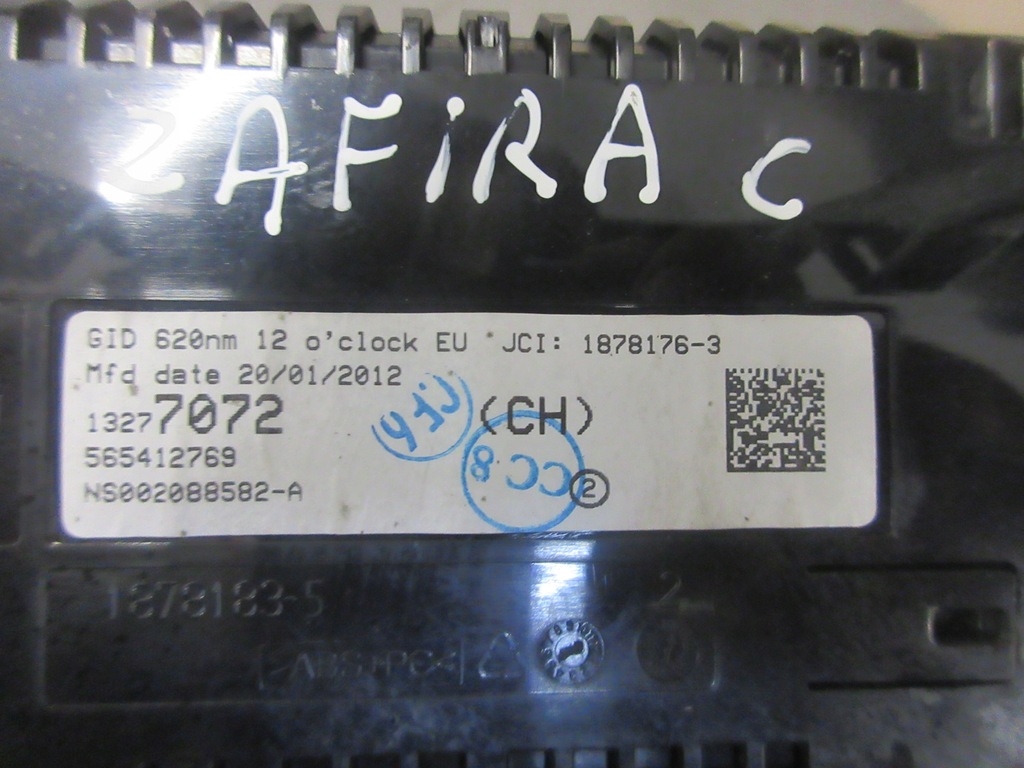 ZAFiRA C
GID 620nm 12 o'clock EU JCI: 1878176-3
Mfd date 20/01/2012
13277072 (CH)
565412769
CC 8
2
NS002088582-A
1878183-5
2